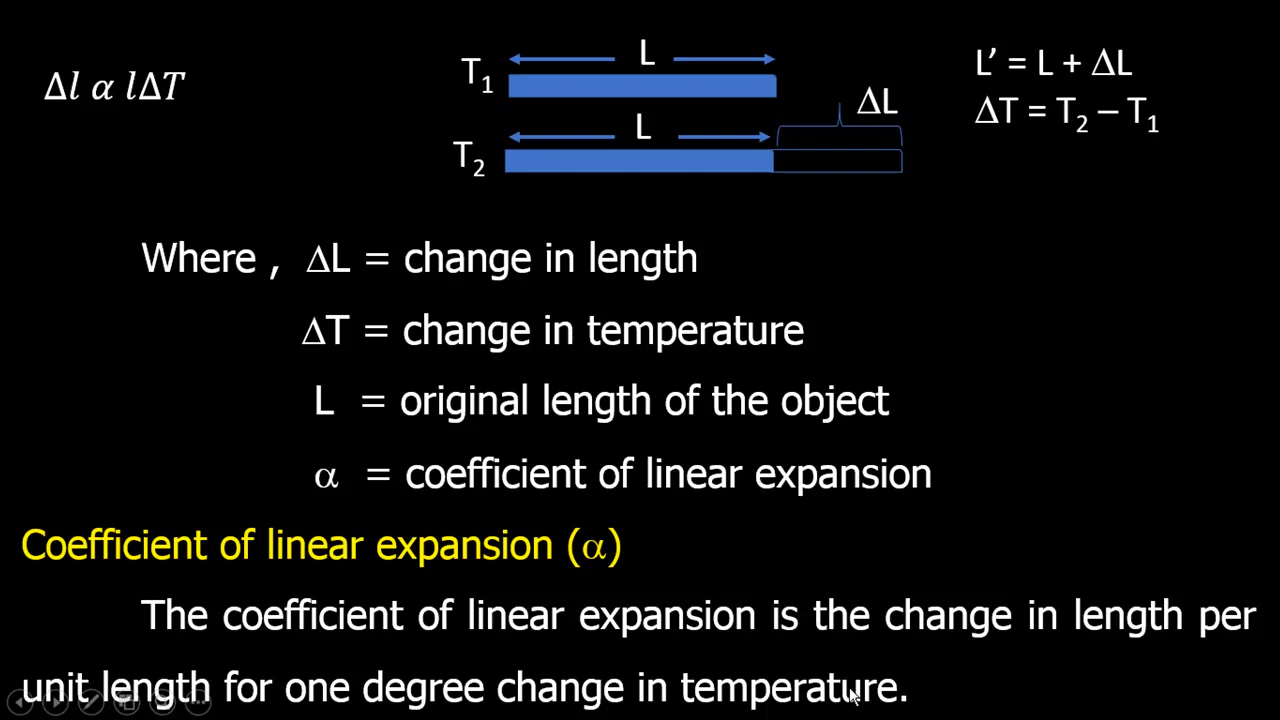 Δl α lΔT
T1
L
T2
L
ΔL
L’ = L + ΔL
ΔT = T2 – T1
Where , ΔL = change in length
ΔT = change in temperature
L = original length of the object
α = coefficient of linear expansion
Coefficient of linear expansion (α)
The coefficient of linear expansion is the change in length per
unit length for one degree change in temperature.